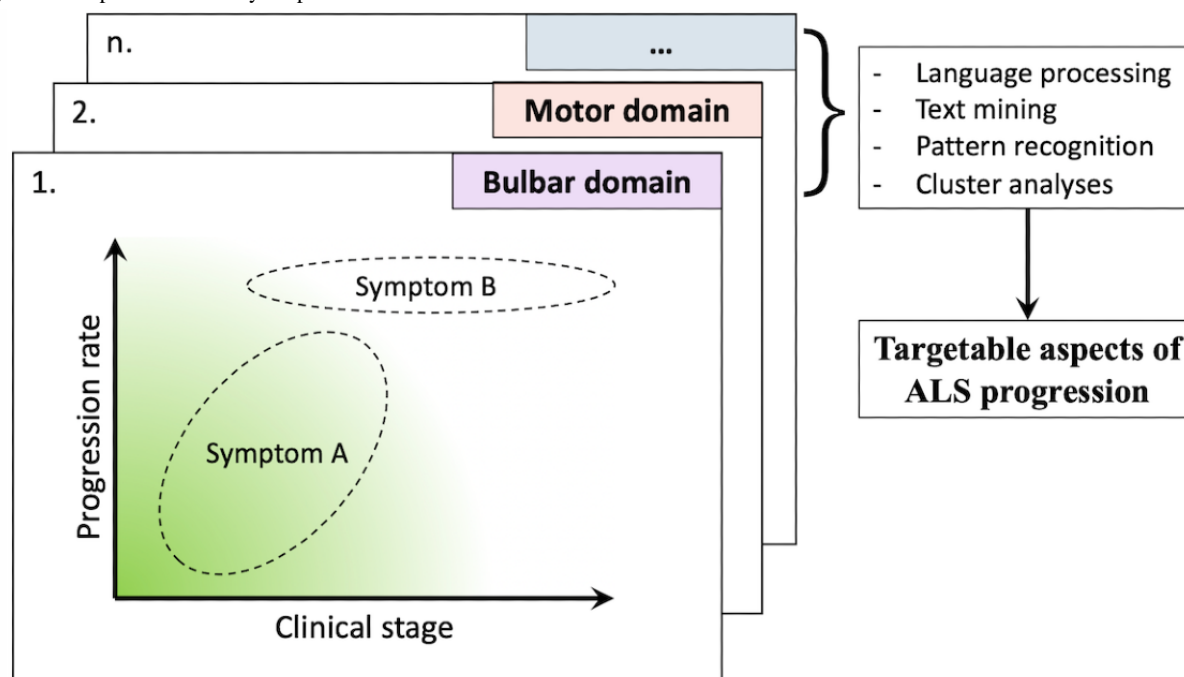 n.
...
2.
Motor domain
1.
Bulbar domain
Progression rate
Symptom B
Symptom A
Clinical stage
- Language processing
- Text mining
- Pattern recognition
- Cluster analyses
Targetable aspects of
ALS progression